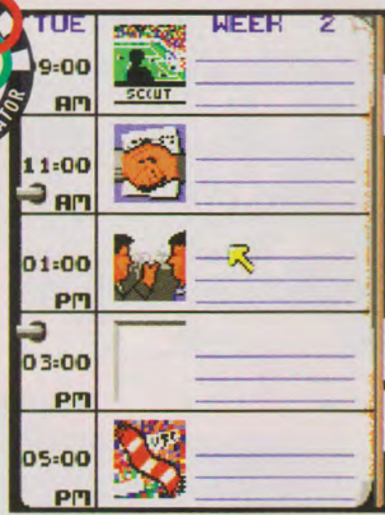 TUE WEEK 2
9:00
AM
SCOUT
11:00
AM
01:00
PM
03:00
PM
05:00
PM